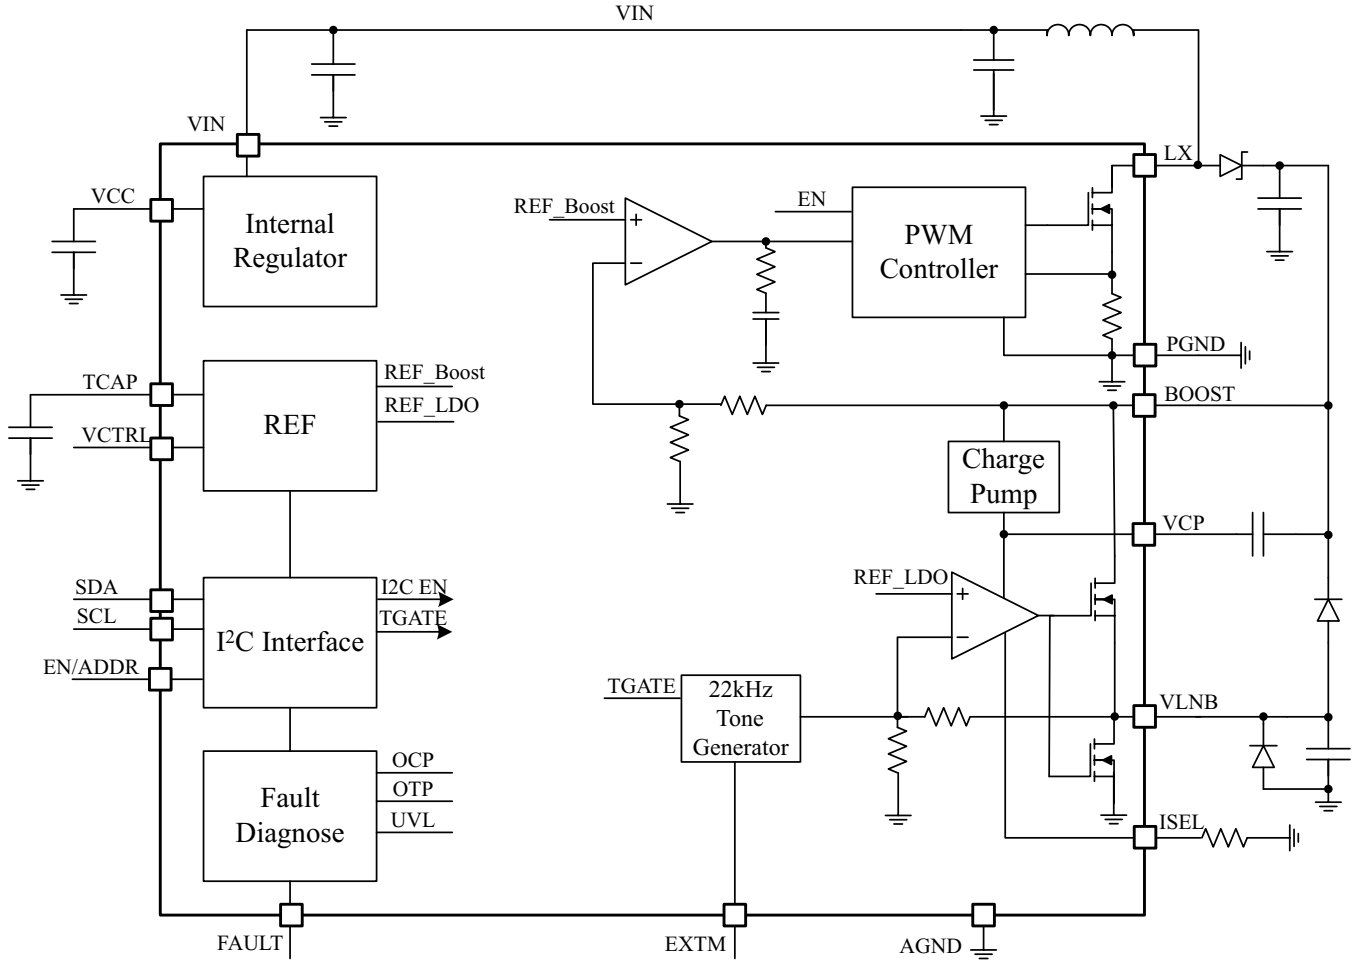 VIN
VIN
LX
VCC
Internal
Regulator
REF_Boost
+
−
EN
PWM
Controller
PGND
TCAP
REF
REF_Boost
REF_LDO
VCTRL
BOOST
Charge
Pump
VCP
SDA
SCL
EN/ADDR
I²C Interface
I2C EN
TGATE
REF_LDO
+
−
TGATE
22kHz
Tone
Generator
VLNB
Fault
Diagnose
OCP
OTP
UVL
ISEL
FAULT
EXTM
AGND